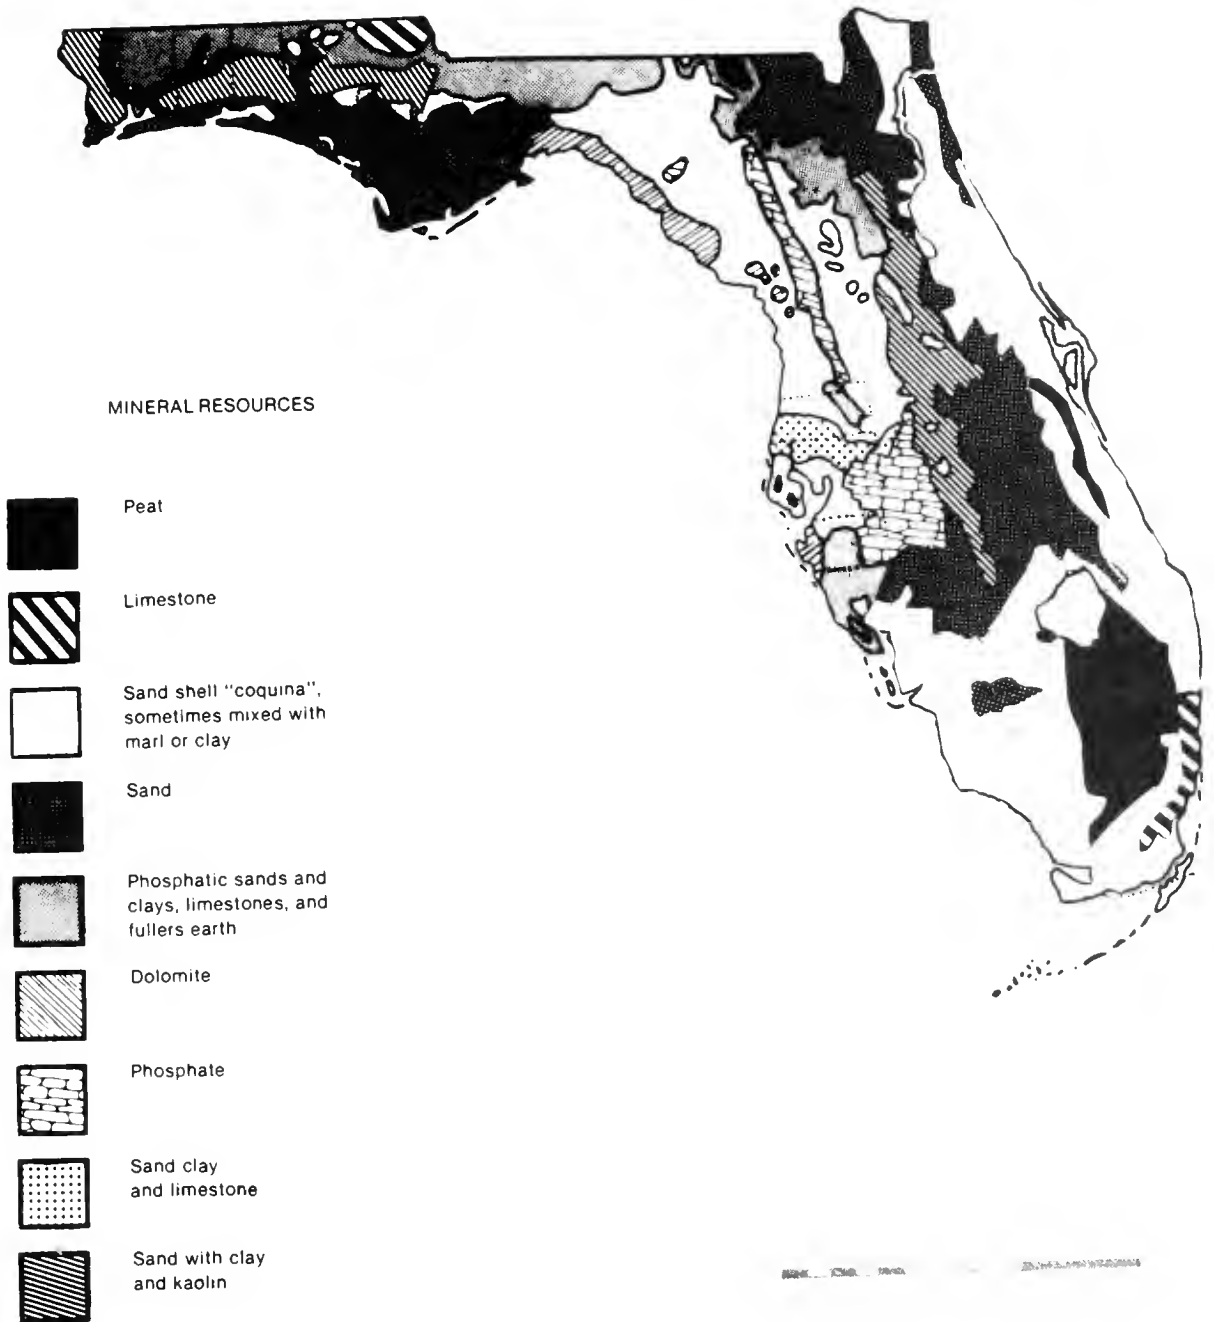 MINERAL RESOURCES
Peat
Limestone
Sand shell "coquina",
sometimes mixed with
marl or clay
Sand
Phosphatic sands and
clays, limestones, and
fullers earth
Dolomite
Phosphate
Sand clay
and limestone
Sand with clay
and kaolin